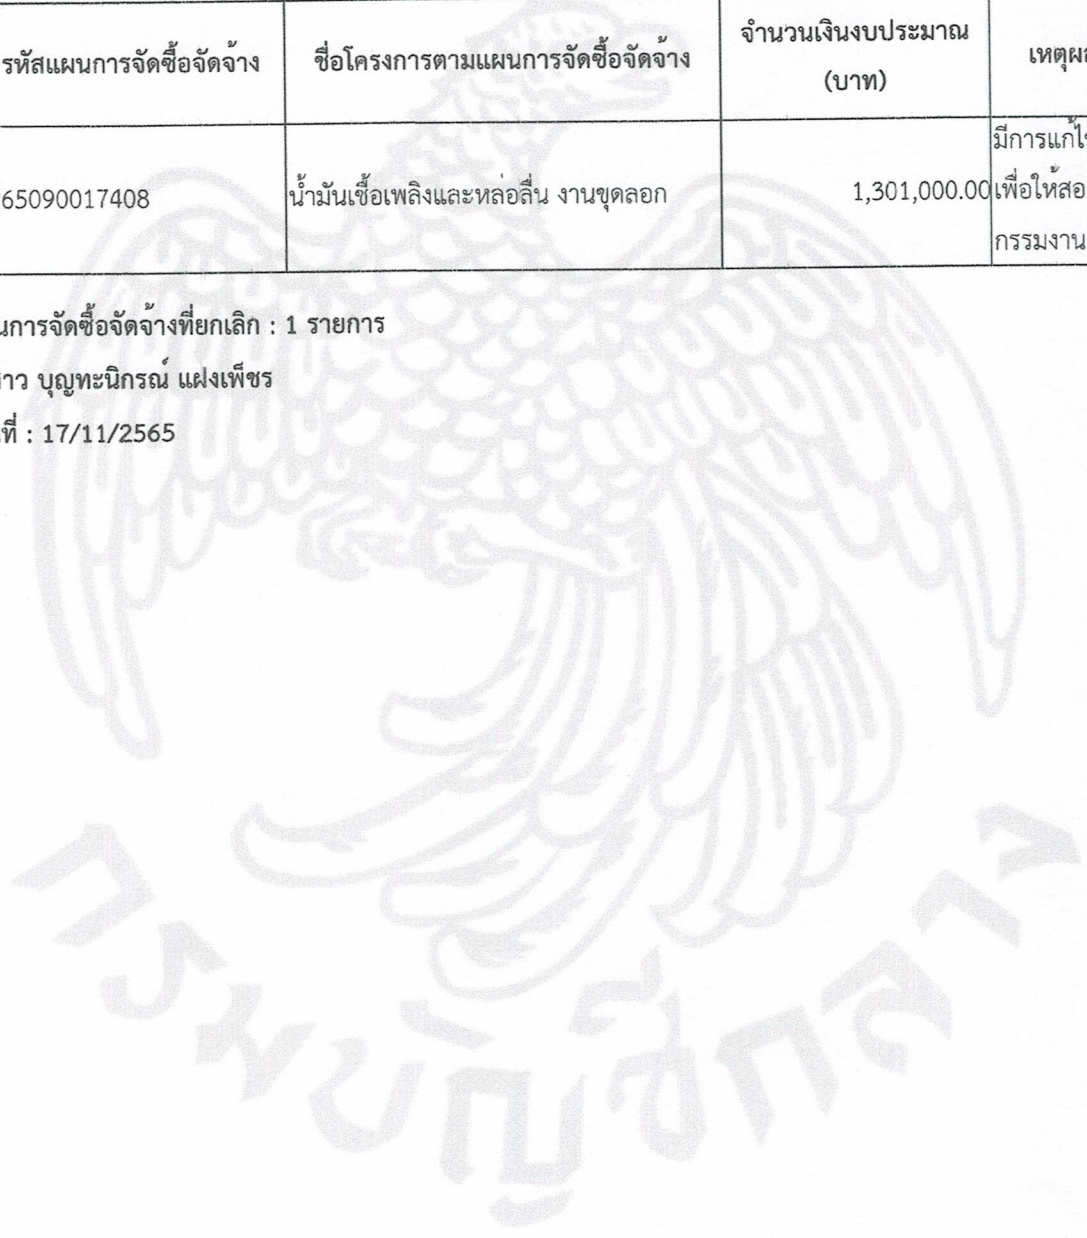 รหัสแผนการจัดซื้อจัดจ้าง
ชื่อโครงการตามแผนการจัดซื้อจัดจ้าง
จำนวนเงินงบประมาณ
(บาท)
เหตุผล
65090017408
น้ำมันเชื้อเพลิงและหล่อลื่น งานขุดลอก
1,301,000.00
มีการแก้ไข
เพื่อให้สอ
กรรมงาน
นการจัดซื้อจัดจ้างที่ยกเลิก : 1 รายการ
าว บุญทะนิกรณ์ แฝงเพ็ชร
ที่ : 17/11/2565
กรมบัญชีกลาง